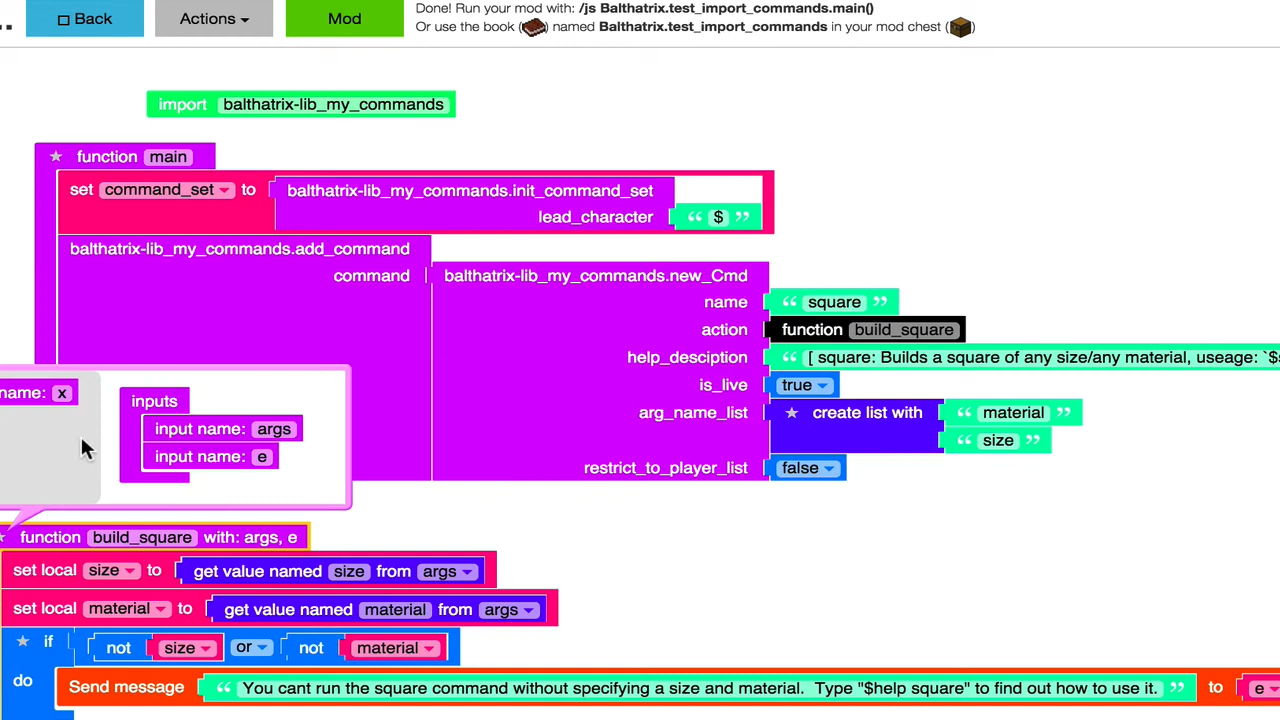 Back Actions Mod
Done! Run your mod with: /js Balthatrix.test_import_commands.main()
Or use the book ( ) named Balthatrix.test_import_commands in your mod chest ( )
import balthatrix-lib_my_commands
function main
set command_set to balthatrix-lib_my_commands.init_command_set
lead_character “ $ ”
balthatrix-lib_my_commands.add_command
command balthatrix-lib_my_commands.new_Cmd
name “ square ”
action function build_square
help_desciption “ [ square: Builds a square of any size/any material, useage: `$
is_live true
arg_name_list create list with “ material ”
“ size ”
restrict_to_player_list false
name: x
inputs
input name: args
input name: e
function build_square with: args, e
set local size to get value named size from args
set local material to get value named material from args
if not size or not material
do Send message “ You cant run the square command without specifying a size and material. Type "$help square" to find out how to use it. ” to e